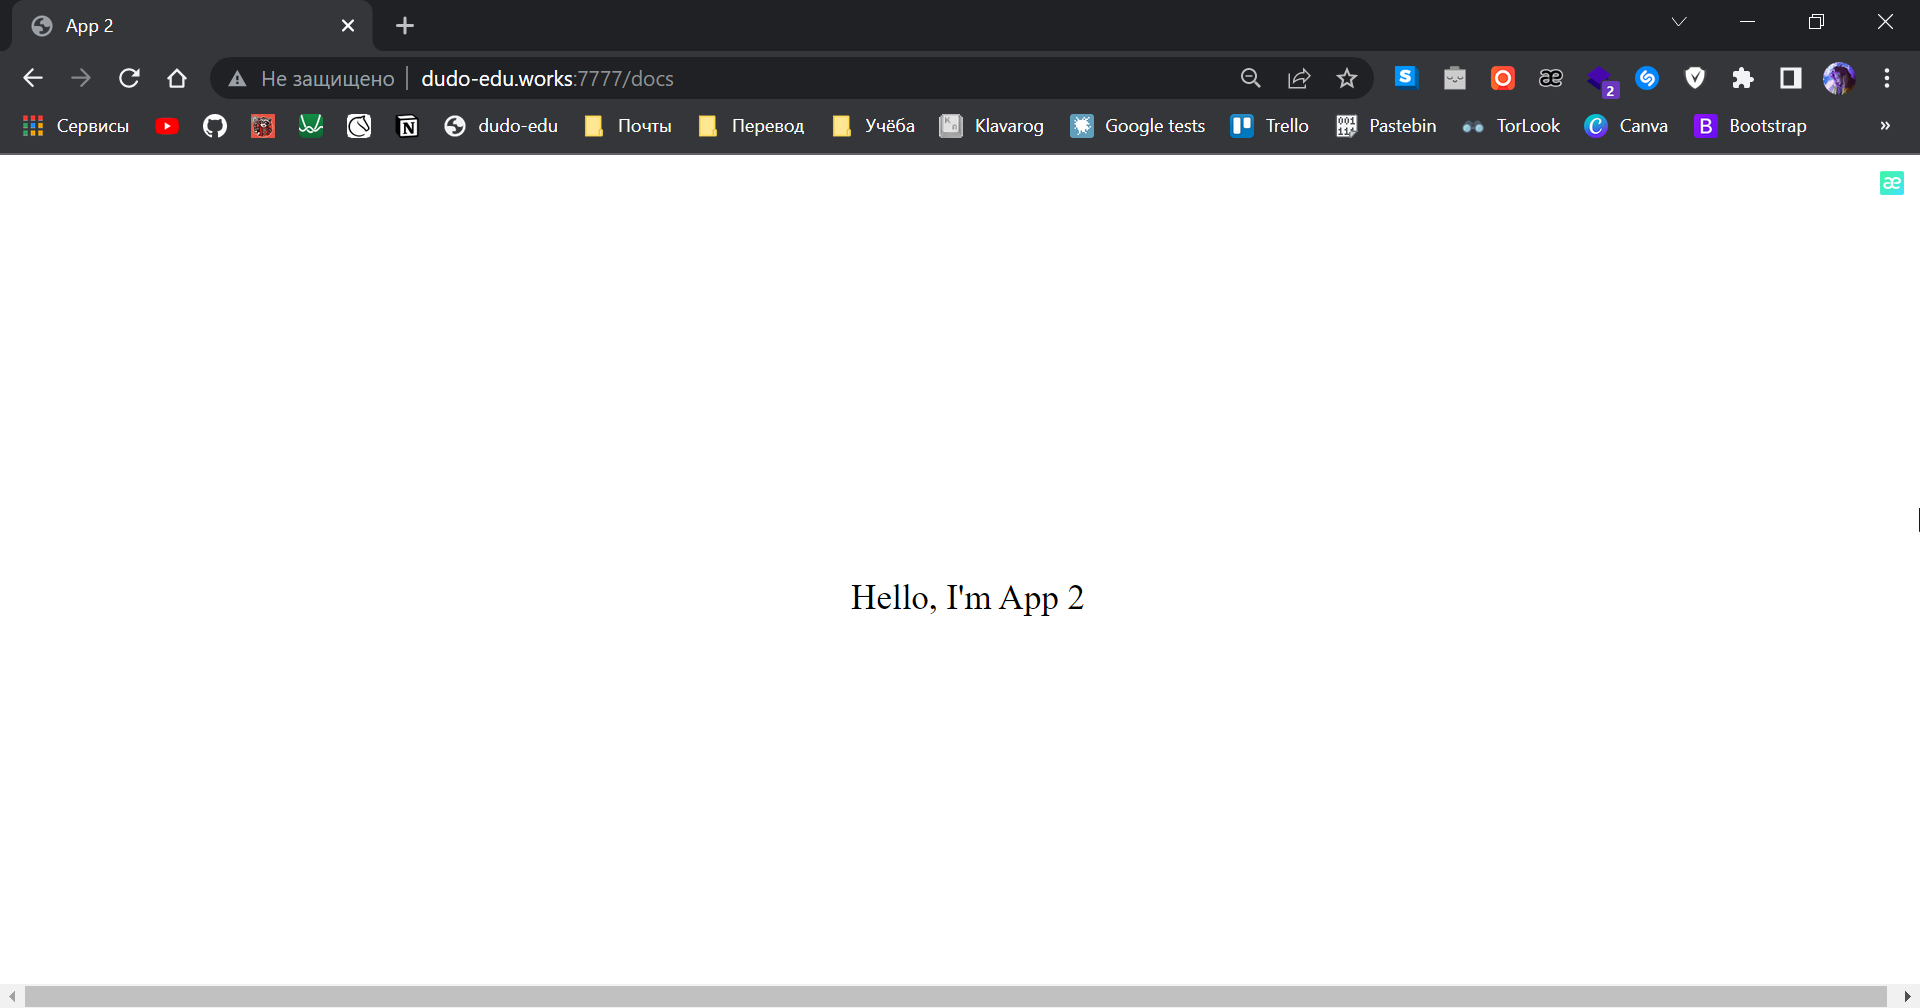 App 2
Не защищено dudo-edu.works:7777/docs
2
Сервисы dudo-edu Почты Перевод Учёба Klavarog Google tests Trello Pastebin TorLook Canva Bootstrap »
æ
Hello, I'm App 2